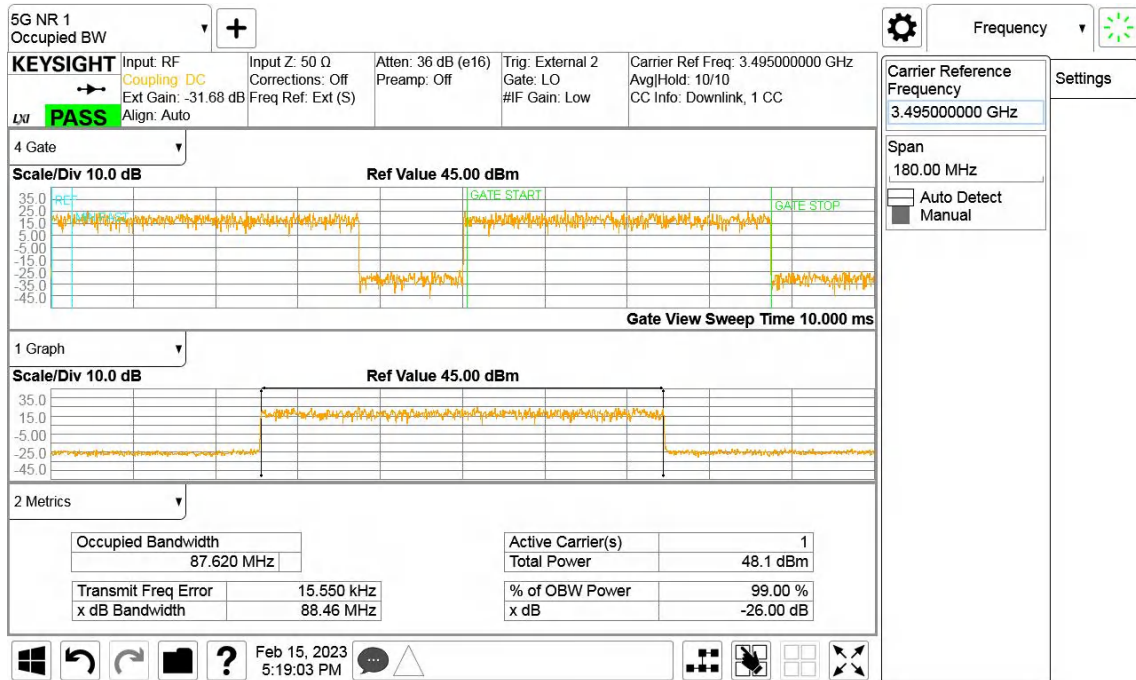 5G NR 1
Occupied BW
Frequency
KEYSIGHT
LXI
PASS
Input: RF
Coupling: DC
Ext Gain: -31.68 dB
Align: Auto
Input Z: 50 Ω
Corrections: Off
Freq Ref: Ext (S)
Atten: 36 dB (e16)
Preamp: Off
Trig: External 2
Gate: LO
#IF Gain: Low
Carrier Ref Freq: 3.495000000 GHz
Avg|Hold: 10/10
CC Info: Downlink, 1 CC
Carrier Reference
Frequency
3.495000000 GHz
Span
180.00 MHz
Auto Detect
Manual
Settings
4 Gate
Scale/Div 10.0 dB
Ref Value 45.00 dBm
35.0
25.0
15.0
5.00
-5.00
-15.0
-25.0
-35.0
-45.0
GATE START
GATE STOP
Gate View Sweep Time 10.000 ms
1 Graph
Scale/Div 10.0 dB
Ref Value 45.00 dBm
35.0
15.0
-5.00
-25.0
-45.0
2 Metrics
Occupied Bandwidth
87.620 MHz
Transmit Freq Error 15.550 kHz
x dB Bandwidth 88.46 MHz
Active Carrier(s) 1
Total Power 48.1 dBm
% of OBW Power 99.00 %
x dB -26.00 dB
?
Feb 15, 2023
5:19:03 PM